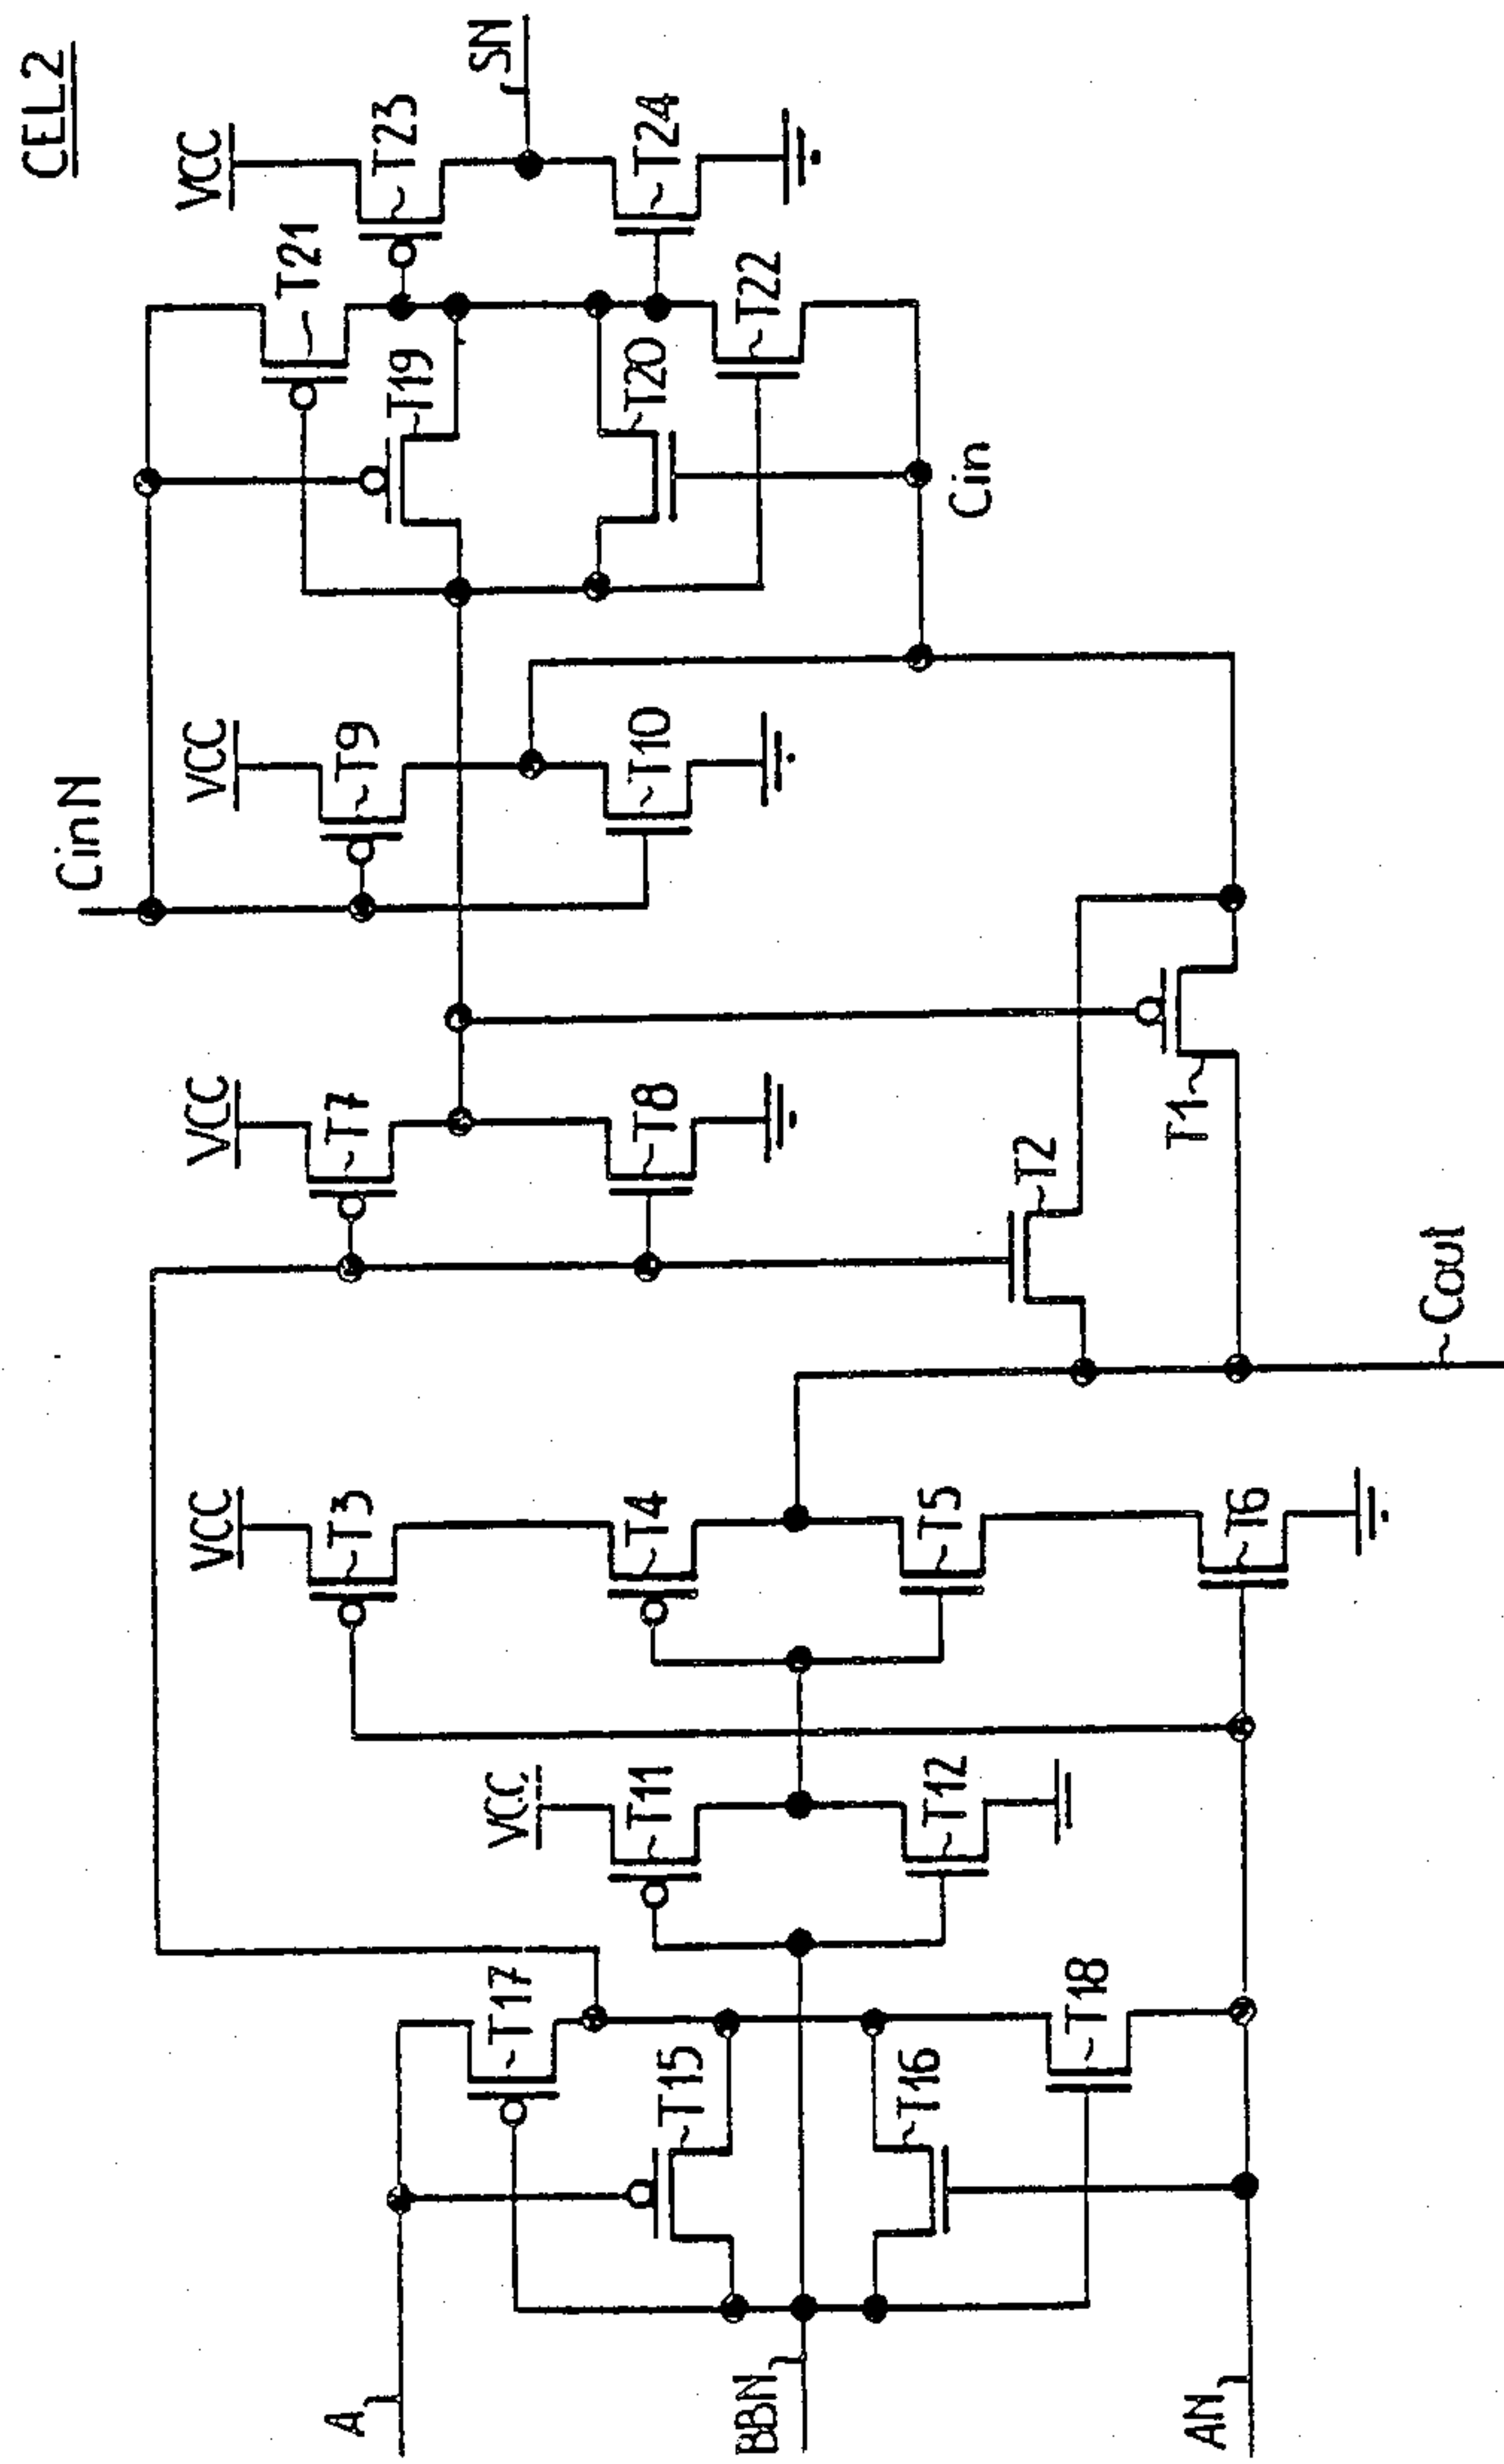 CEL2
VCC
T23
SN
T21
T24
T22
T19
T20
Cin
CinN
VCC
T9
T10
VCC
T7
T8
T2
T1
Cout
VCC
T3
T4
T5
T6
VCC
T11
T12
T17
T15
T16
T18
A
BBN
AN